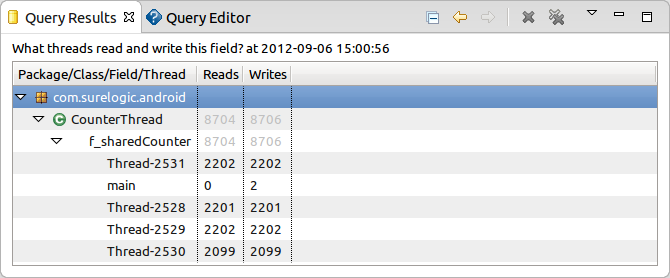 Query Results Query Editor
What threads read and write this field? at 2012-09-06 15:00:56
Package/Class/Field/Thread Reads Writes
com.surelogic.android
CounterThread 8704 8706
f_sharedCounter 8704 8706
Thread-2531 2202 2202
main 0 2
Thread-2528 2201 2201
Thread-2529 2202 2202
Thread-2530 2099 2099